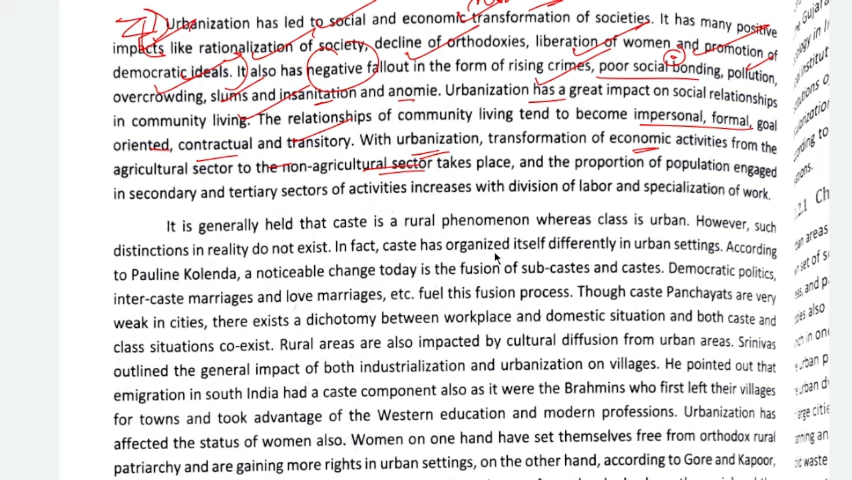 Urbanization has led to social and economic transformation of societies. It has many positive
impacts like rationalization of society, decline of orthodoxies, liberation of women and promotion of
democratic ideals. It also has negative fallout in the form of rising crimes, poor social bonding, pollution,
overcrowding, slums and insanitation and anomie. Urbanization has a great impact on social relationships
in community living. The relationships of community living tend to become impersonal, formal, goal
oriented, contractual and transitory. With urbanization, transformation of economic activities from the
agricultural sector to the non-agricultural sector takes place, and the proportion of population engaged
in secondary and tertiary sectors of activities increases with division of labor and specialization of work.
It is generally held that caste is a rural phenomenon whereas class is urban. However, such
distinctions in reality do not exist. In fact, caste has organized itself differently in urban settings. According
to Pauline Kolenda, a noticeable change today is the fusion of sub-castes and castes. Democratic politics,
inter-caste marriages and love marriages, etc. fuel this fusion process. Though caste Panchayats are very
weak in cities, there exists a dichotomy between workplace and domestic situation and both caste and
class situations co-exist. Rural areas are also impacted by cultural diffusion from urban areas. Srinivas
outlined the general impact of both industrialization and urbanization on villages. He pointed out that
emigration in south India had a caste component also as it were the Brahmins who first left their villages
for towns and took advantage of the Western education and modern professions. Urbanization has
affected the status of women also. Women on one hand have set themselves free from orthodox rural
patriarchy and are gaining more rights in urban settings, on the other hand, according to Gore and Kapoor,